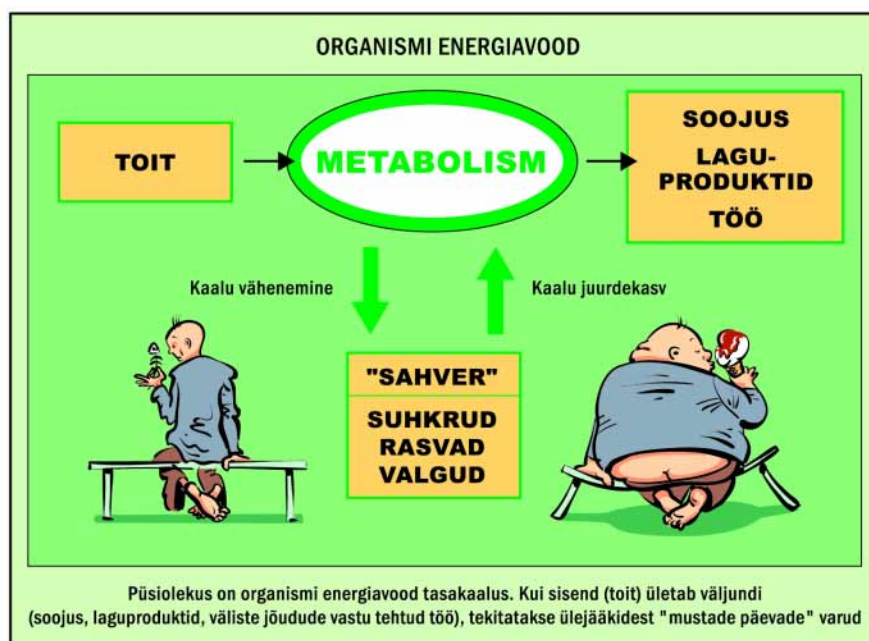 ORGANISMI ENERGIAVOOD
TOIT
METABOLISM
SOOJUS
LAGU-
PRODUKTID
TÖÖ
Kaalu vähenemine
Kaalu juurdekasv
"SAHVER"
SUHKRUD
RASVAD
VALGUD
Püsiolekus on organismi energiavood tasakaalus. Kui sisend (toit) ületab väljundi
(soojus, laguproduktid, väliste jõudude vastu tehtud töö), tekitatakse ülejääkidest "mustade päevade" varud